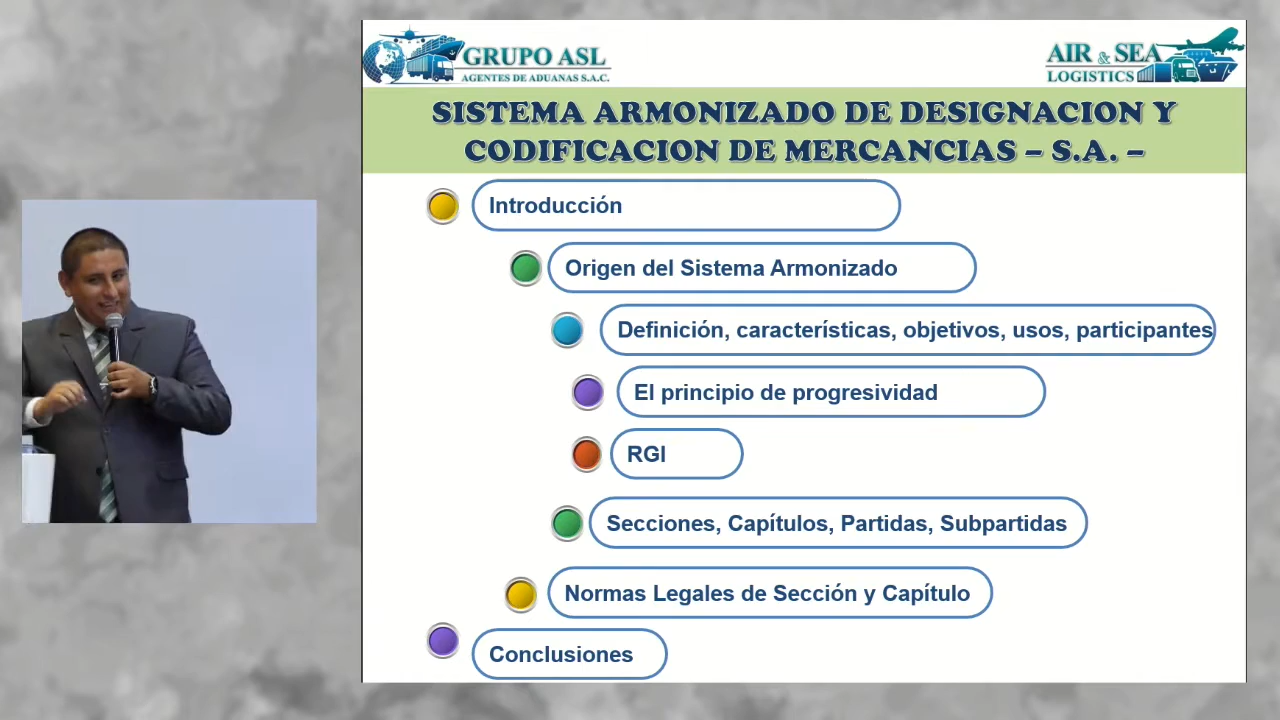 GRUPO ASL
AGENTES DE ADUANAS S.A.C.
AIR & SEA
LOGISTICS
SISTEMA ARMONIZADO DE DESIGNACION Y
CODIFICACION DE MERCANCIAS – S.A. –
Introducción
Origen del Sistema Armonizado
Definición, características, objetivos, usos, participantes
El principio de progresividad
RGI
Secciones, Capítulos, Partidas, Subpartidas
Normas Legales de Sección y Capítulo
Conclusiones